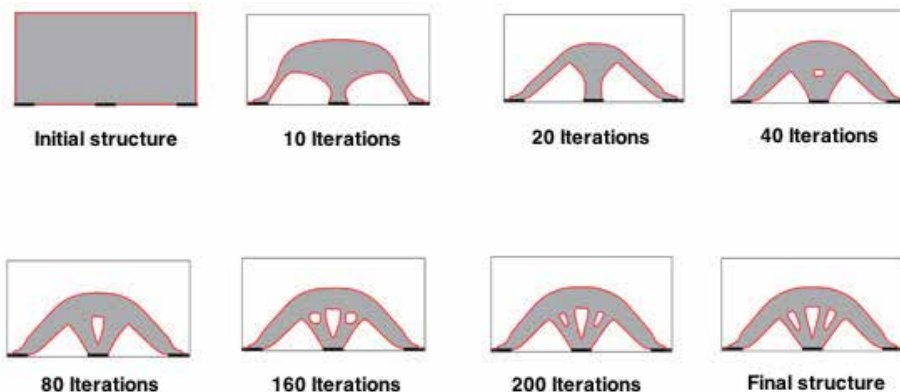 Initial structure
10 Iterations
20 Iterations
40 Iterations
80 Iterations
160 Iterations
200 Iterations
Final structure